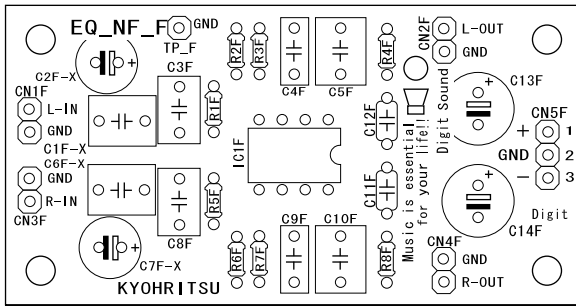 EQ_NF_F
GND
TP_F
C2F-X
C3F
CN1F
L-IN
GND
C1F-X
C6F-X
GND
R-IN
CN3F
C8F
C7F-X
KYOHRITSU
R1F
R5F
R2F
R3F
C4F
C5F
R4F
IC1F
C12F
C11F
R6F
R7F
C9F
C10F
R8F
CN2F
L-OUT
GND
Music is essential
for your life!!
Digit Sound
C13F
CN5F
+ 1
GND 2
- 3
Digit
C14F
CN4F
GND
R-OUT